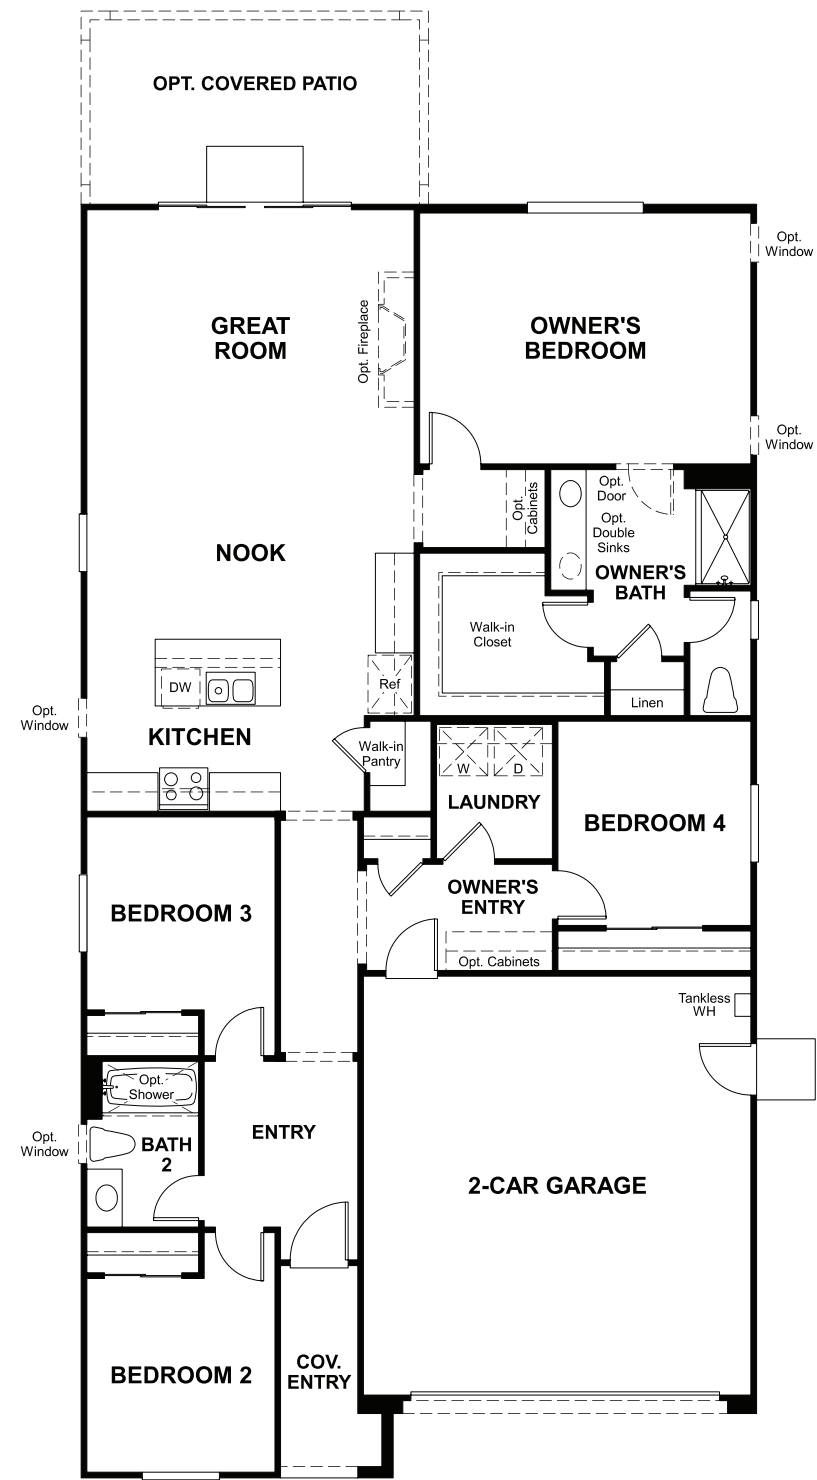 OPT. COVERED PATIO
Opt.
Window
GREAT
ROOM
Opt. Fireplace
OWNER'S
BEDROOM
Opt.
Window
Opt.
Cabinets
Opt.
Door
Opt.
Double
Sinks
NOOK
OWNER'S
BATH
Walk-in
Closet
DW
Ref
Linen
Opt.
Window
KITCHEN
Walk-in
Pantry
W
D
LAUNDRY
BEDROOM 4
BEDROOM 3
OWNER'S
ENTRY
Opt. Cabinets
Tankless
WH
Opt.
Shower
Opt.
Window
BATH
2
ENTRY
2-CAR GARAGE
BEDROOM 2
COV.
ENTRY